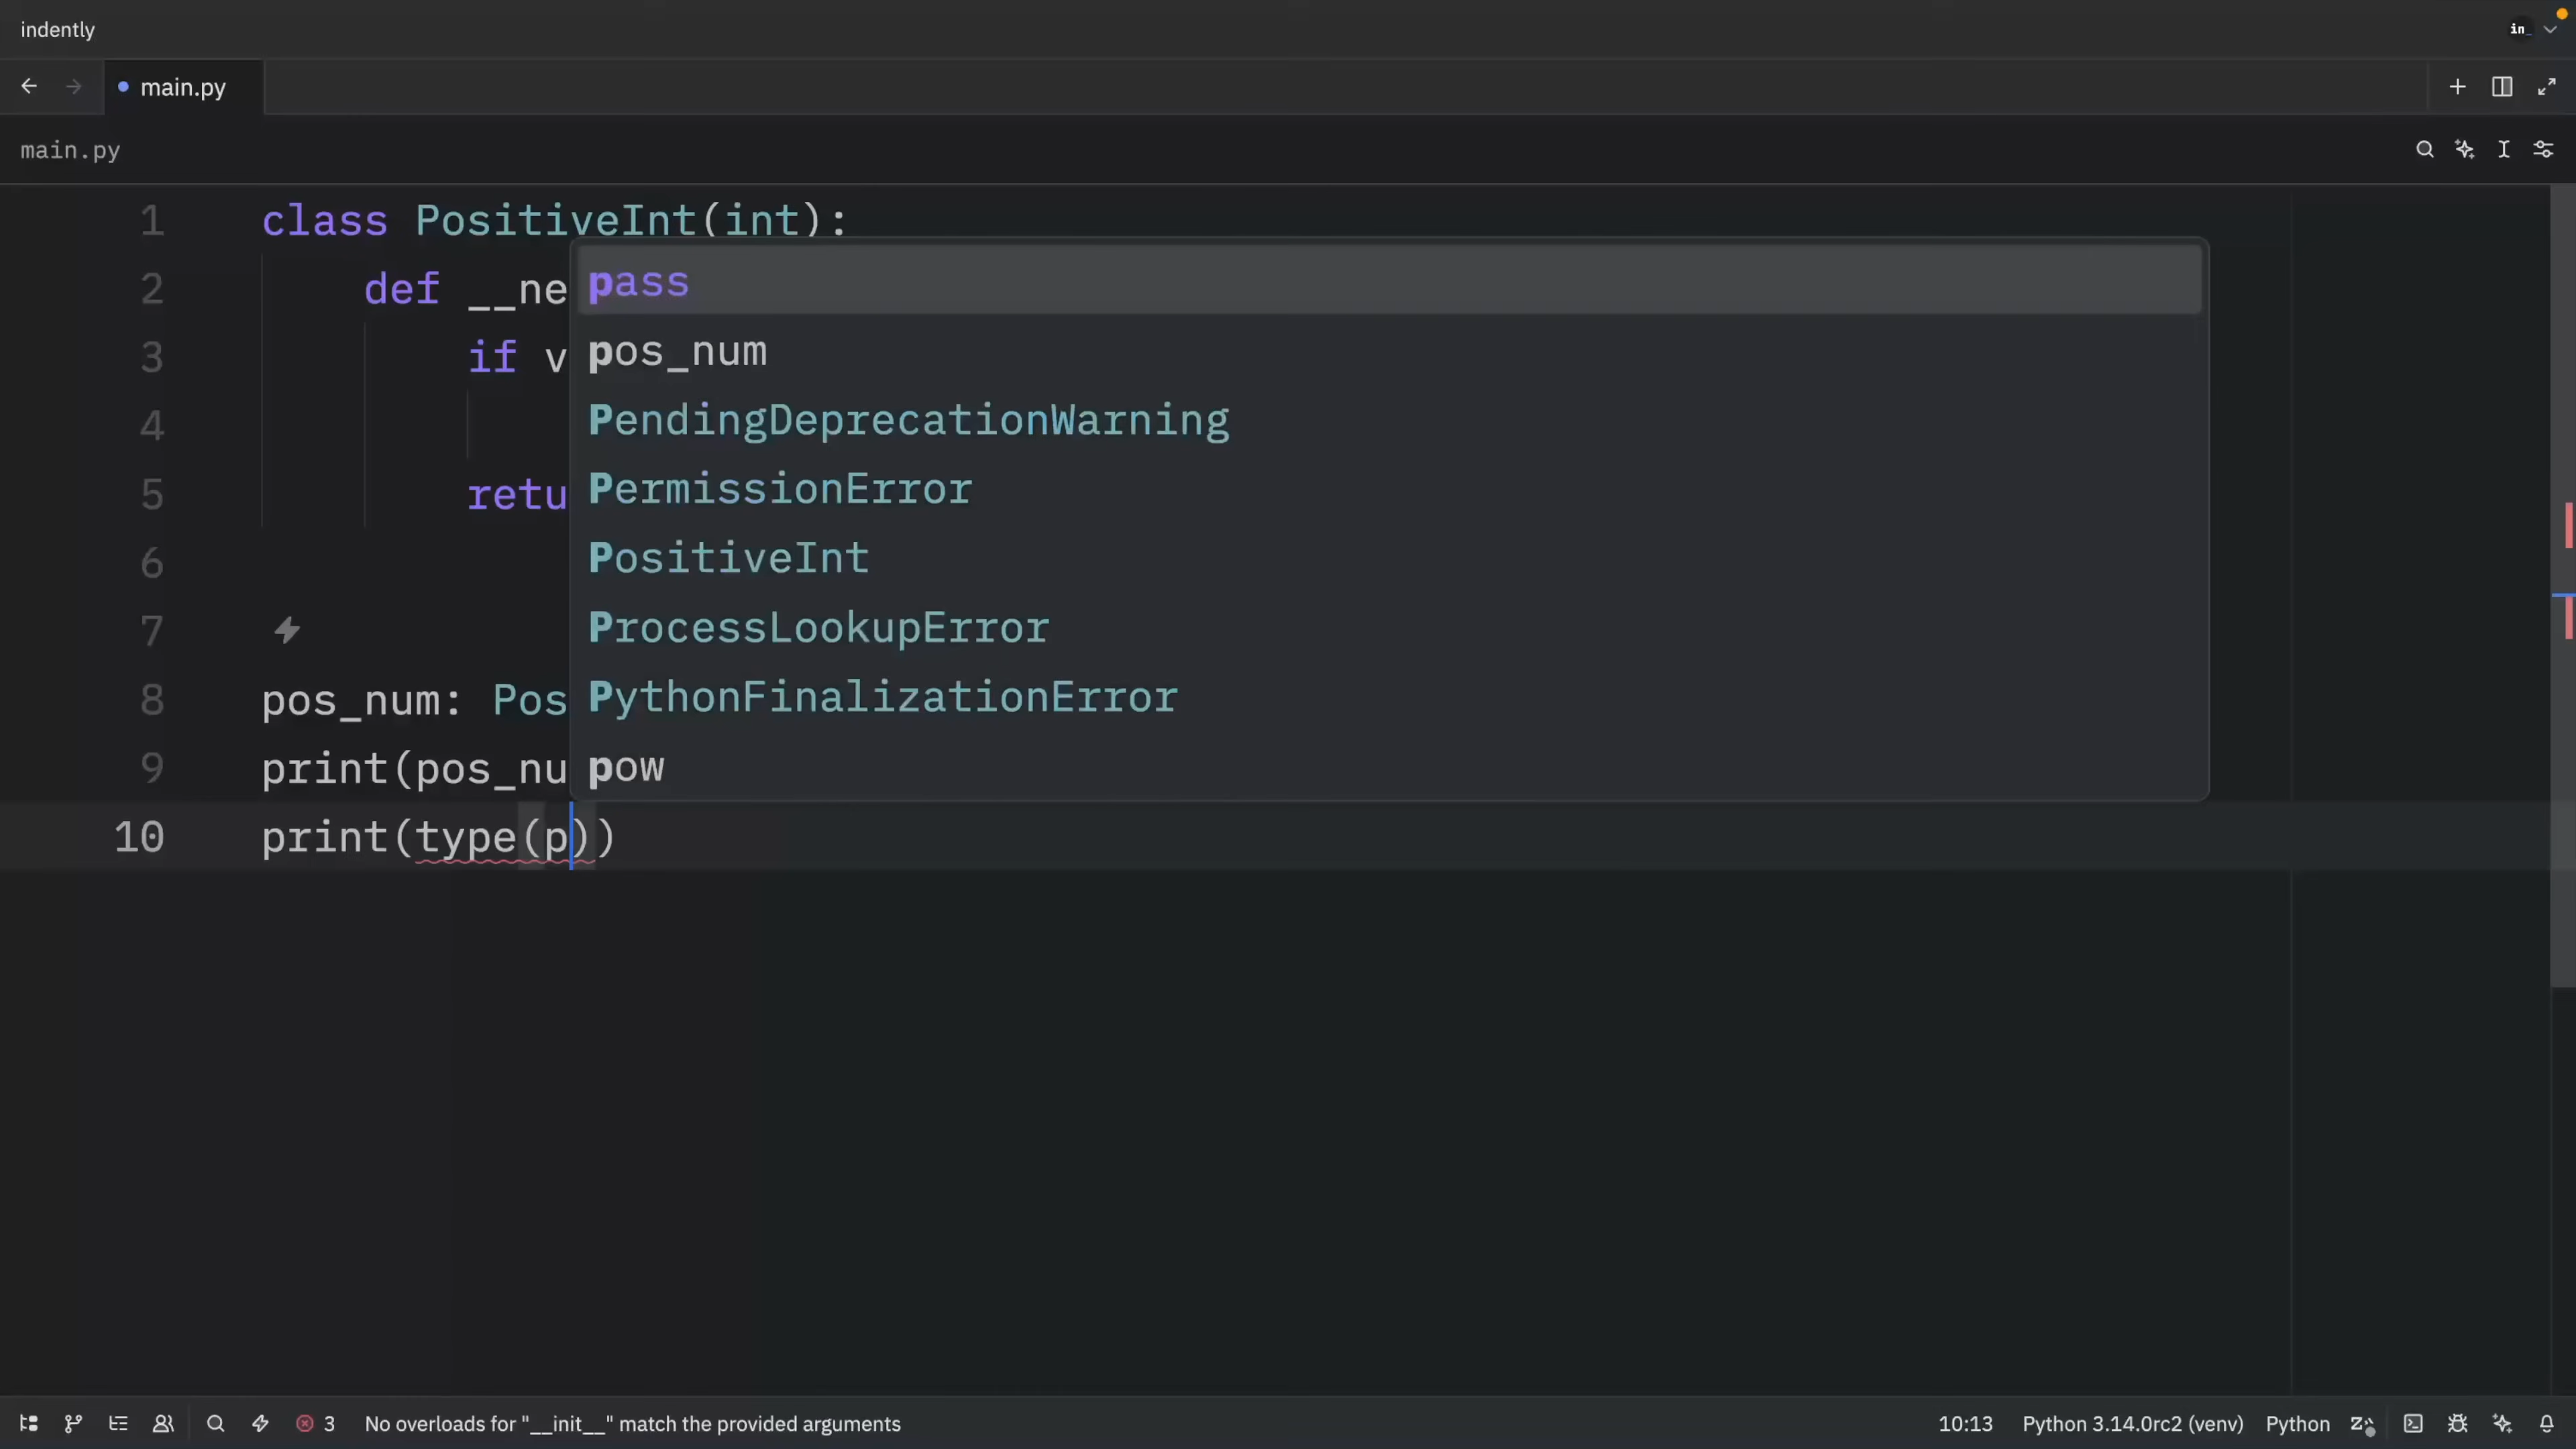 indently
in_
main.py
main.py
1 class PositiveInt(int):
2 def __ne
3 if v
4
5 retu
6
7
8 pos_num: Pos
9 print(pos_nu
10 print(type(p))
pass
pos_num
PendingDeprecationWarning
PermissionError
PositiveInt
ProcessLookupError
PythonFinalizationError
pow
3 No overloads for "__init__" match the provided arguments 10:13 Python 3.14.0rc2 (venv) Python